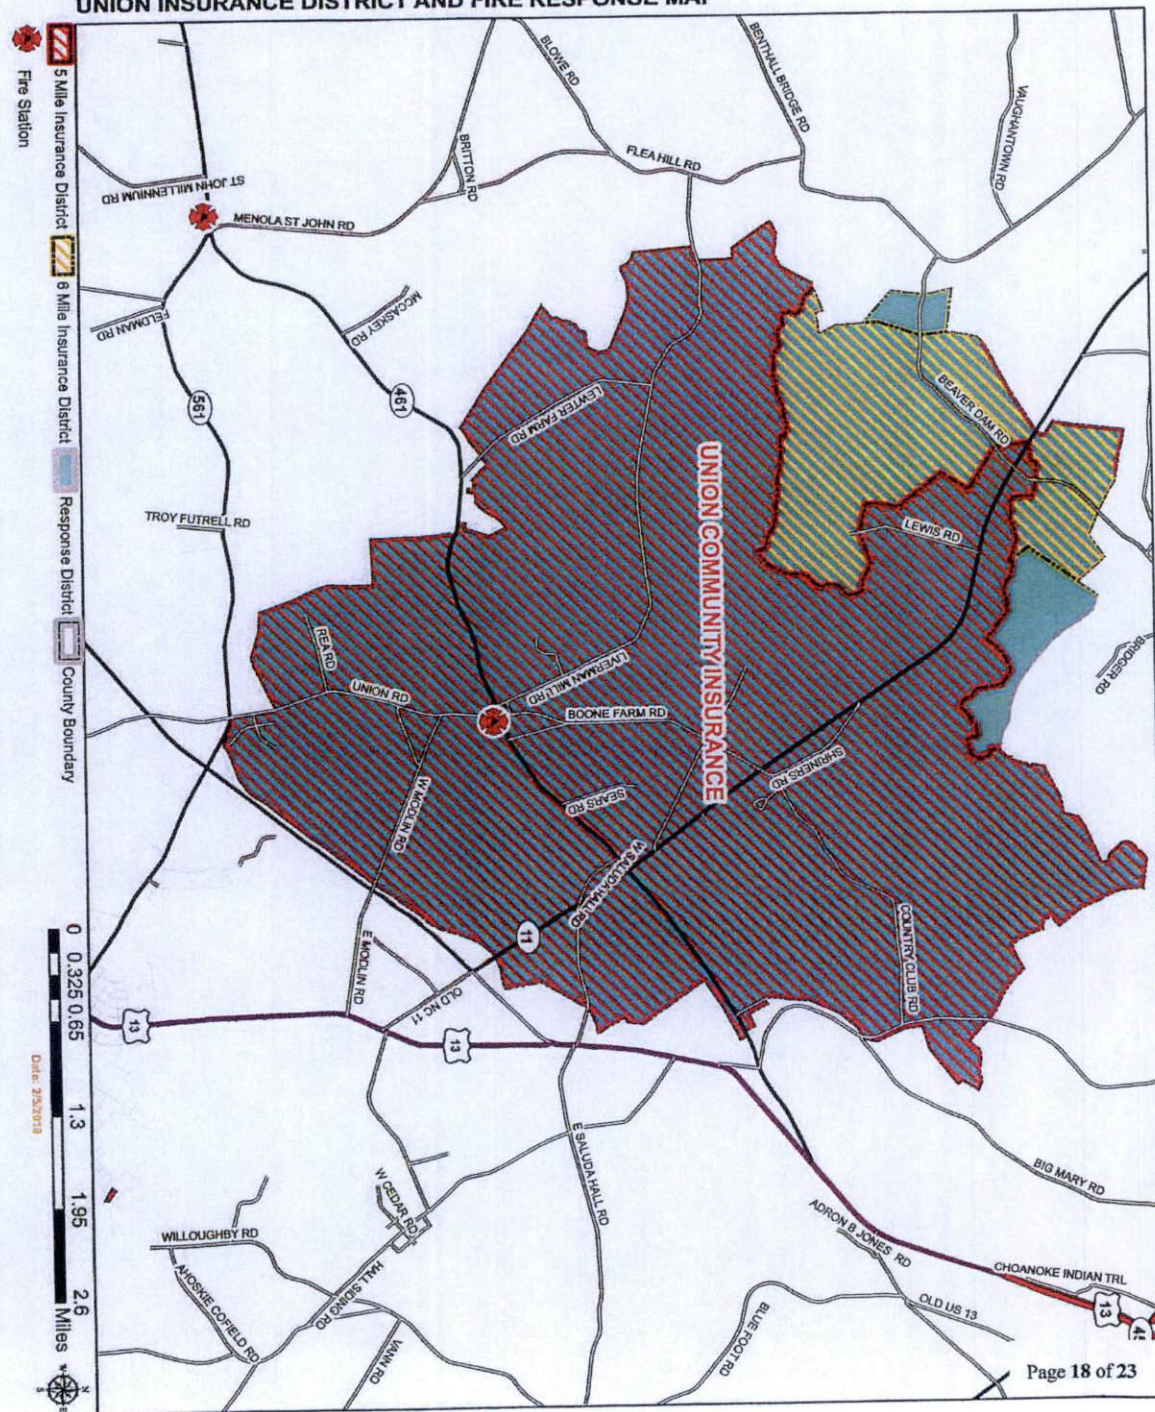 UNION INSURANCE DISTRICT AND FIRE RESPONSE MAP
BLOWE RD
BENTHALL BRIDGE RD
VAUGHANTOWN RD
BRITTON RD
FLEA HILL RD
ST JOHN MILLENNIUM RD
MENOLA ST JOHN RD
FELDMAN RD
MCCASKEY RD
561
461
LEWTER FARM RD
BEAVER DAM RD
TROY FUTRELL RD
LEWIS RD
UNION COMMUNITY INSURANCE
REA RD
UNION RD
LIVERMAN MILL RD
BOONE FARM RD
BRIDGER RD
W MODLIN RD
SEARS RD
SHRINERS RD
W SALUDA HALL RD
COUNTRY CLUB RD
11
E MODLIN RD
OLD NC 11
13
13
E SALUDA HALL RD
BIG MARY RD
W CEDAR RD
ADRON B JONES RD
WILLOUGHBY RD
AHOSKIE COFIELD RD
HALL SIDING RD
VANN RD
BLUE FOOT RD
OLD US 13
CHOANOKE INDIAN TRL
13
Page 18 of 23
5 Mile Insurance District
6 Mile Insurance District
Response District
County Boundary
Fire Station
0 0.325 0.65 1.3 1.95 2.6 Miles
Date: 2/5/2018
N
W E
S